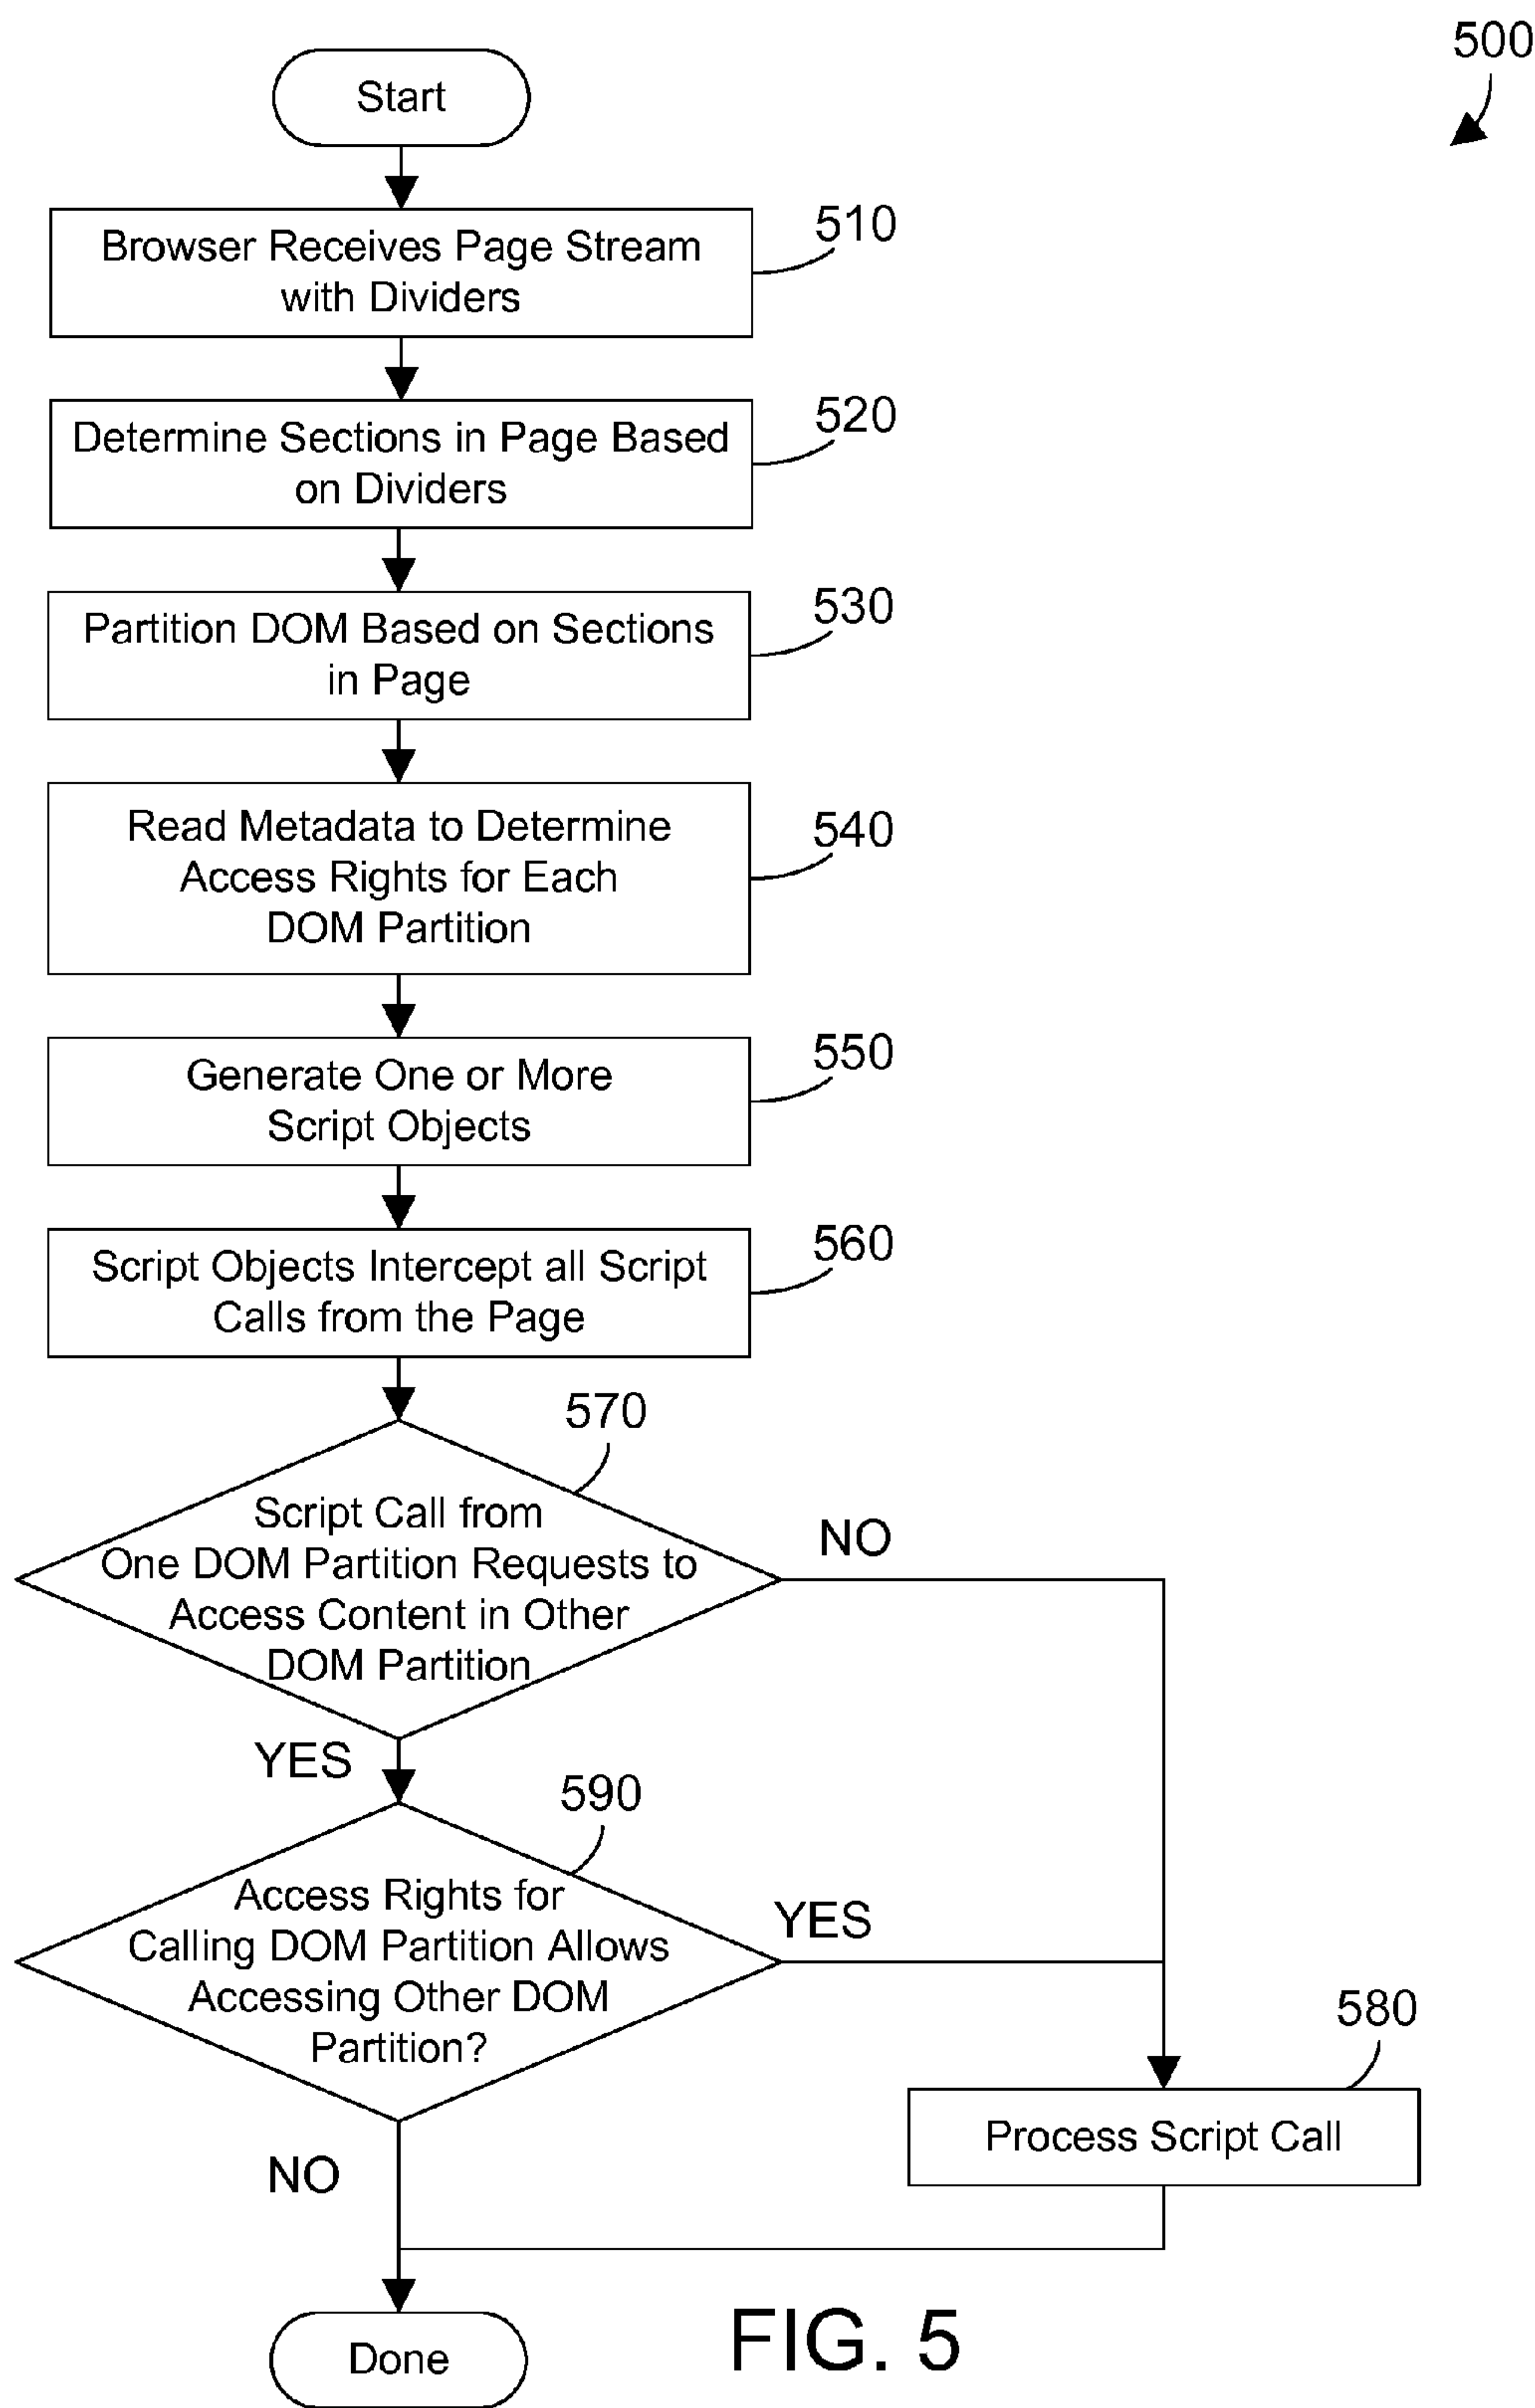 500
Start
Browser Receives Page Stream
with Dividers
510
Determine Sections in Page Based
on Dividers
520
Partition DOM Based on Sections
in Page
530
Read Metadata to Determine
Access Rights for Each
DOM Partition
540
Generate One or More
Script Objects
550
Script Objects Intercept all Script
Calls from the Page
560
570
Script Call from
One DOM Partition Requests to
Access Content in Other
DOM Partition
NO
YES
590
Access Rights for
Calling DOM Partition Allows
Accessing Other DOM
Partition?
YES
580
Process Script Call
NO
Done
FIG. 5